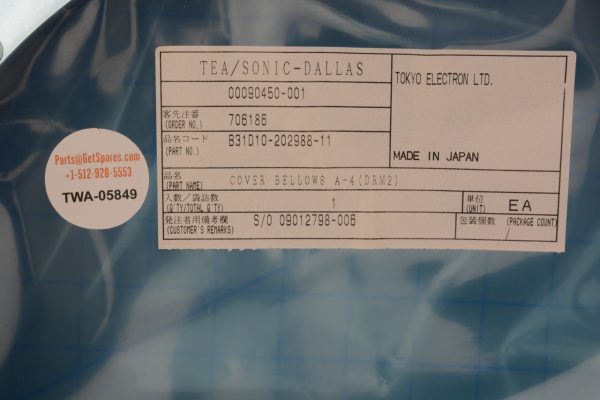 TEA/SONIC-DALLAS
00090450-001
客先注番
(ORDER NO.) 706186
品名コード
(PART NO.) B31D10-202988-11
TOKYO ELECTRON LTD.
MADE IN JAPAN
品名
(PART NAME) COVER BELLOWS A-4(DRM2)
入数/袋詰数
(Q'TY/TOTAL Q'TY) 1
単位
(UNIT) EA
発注者用備考欄
(CUSTOMER'S REMARKS) S/O 09012798-006
包装個数 (PACKAGE COUNT)
Parts@GetSpares.com
+1-512-928-5553
TWA-05849